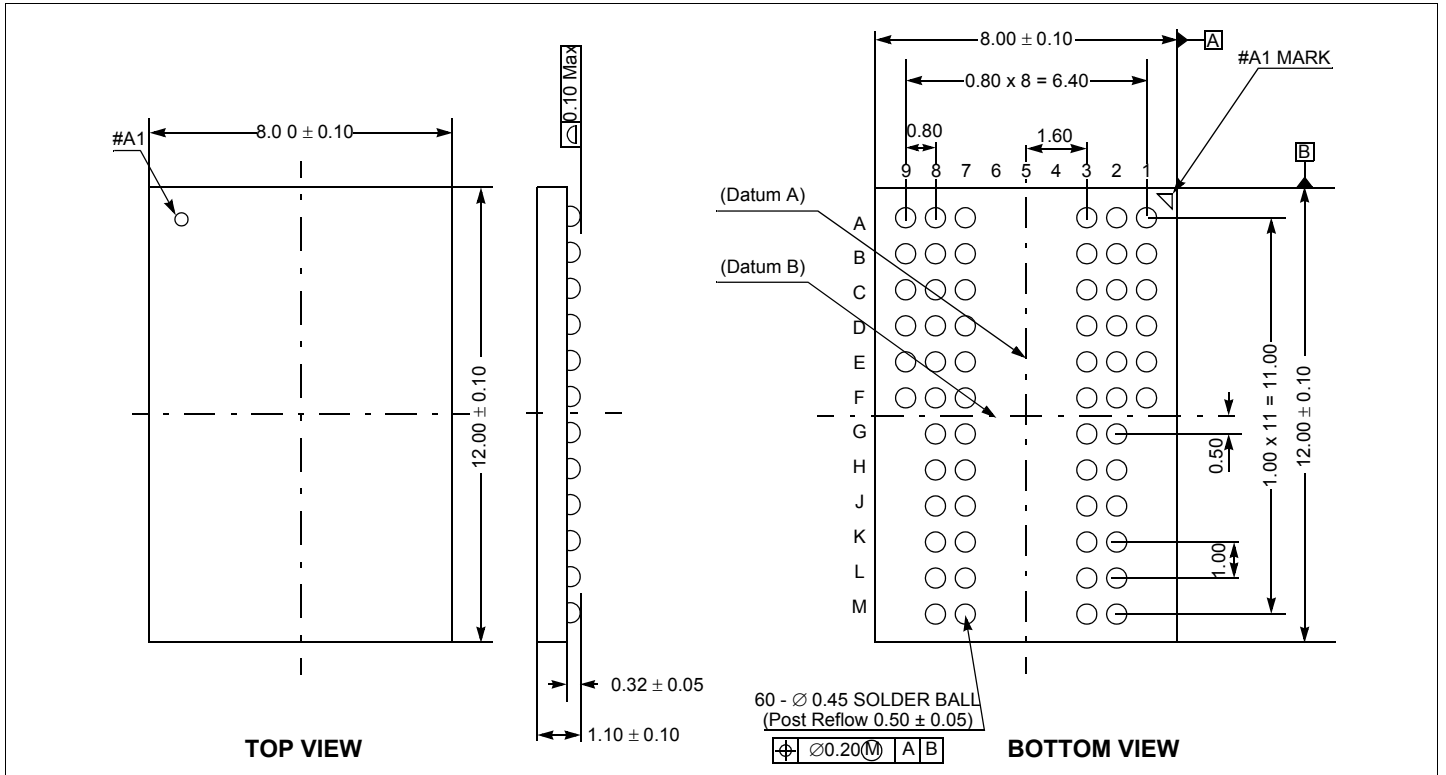 #A1
8.0 0 ± 0.10
12.00 ± 0.10
TOP VIEW
0.10 Max
0.32 ± 0.05
1.10 ± 0.10
8.00 ± 0.10
A
#A1 MARK
0.80 x 8 = 6.40
0.80
1.60
B
9 8 7 6 5 4 3 2 1
(Datum A)
(Datum B)
A
B
C
D
E
F
G
H
J
K
L
M
0.50
1.00
1.00 x 11 = 11.00
12.00 ± 0.10
60 - ∅ 0.45 SOLDER BALL
(Post Reflow 0.50 ± 0.05)
⌖ ∅0.20Ⓜ A B
BOTTOM VIEW